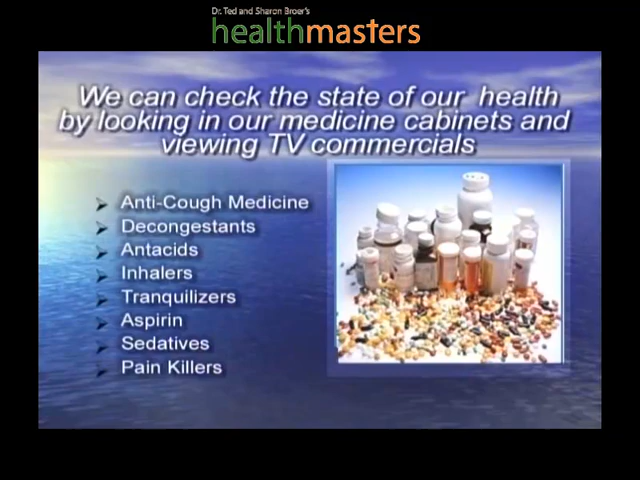 Dr. Ted and Sharon Broer's
healthmasters
We can check the state of our health
by looking in our medicine cabinets and
viewing TV commercials
Anti-Cough Medicine
Decongestants
Antacids
Inhalers
Tranquilizers
Aspirin
Sedatives
Pain Killers